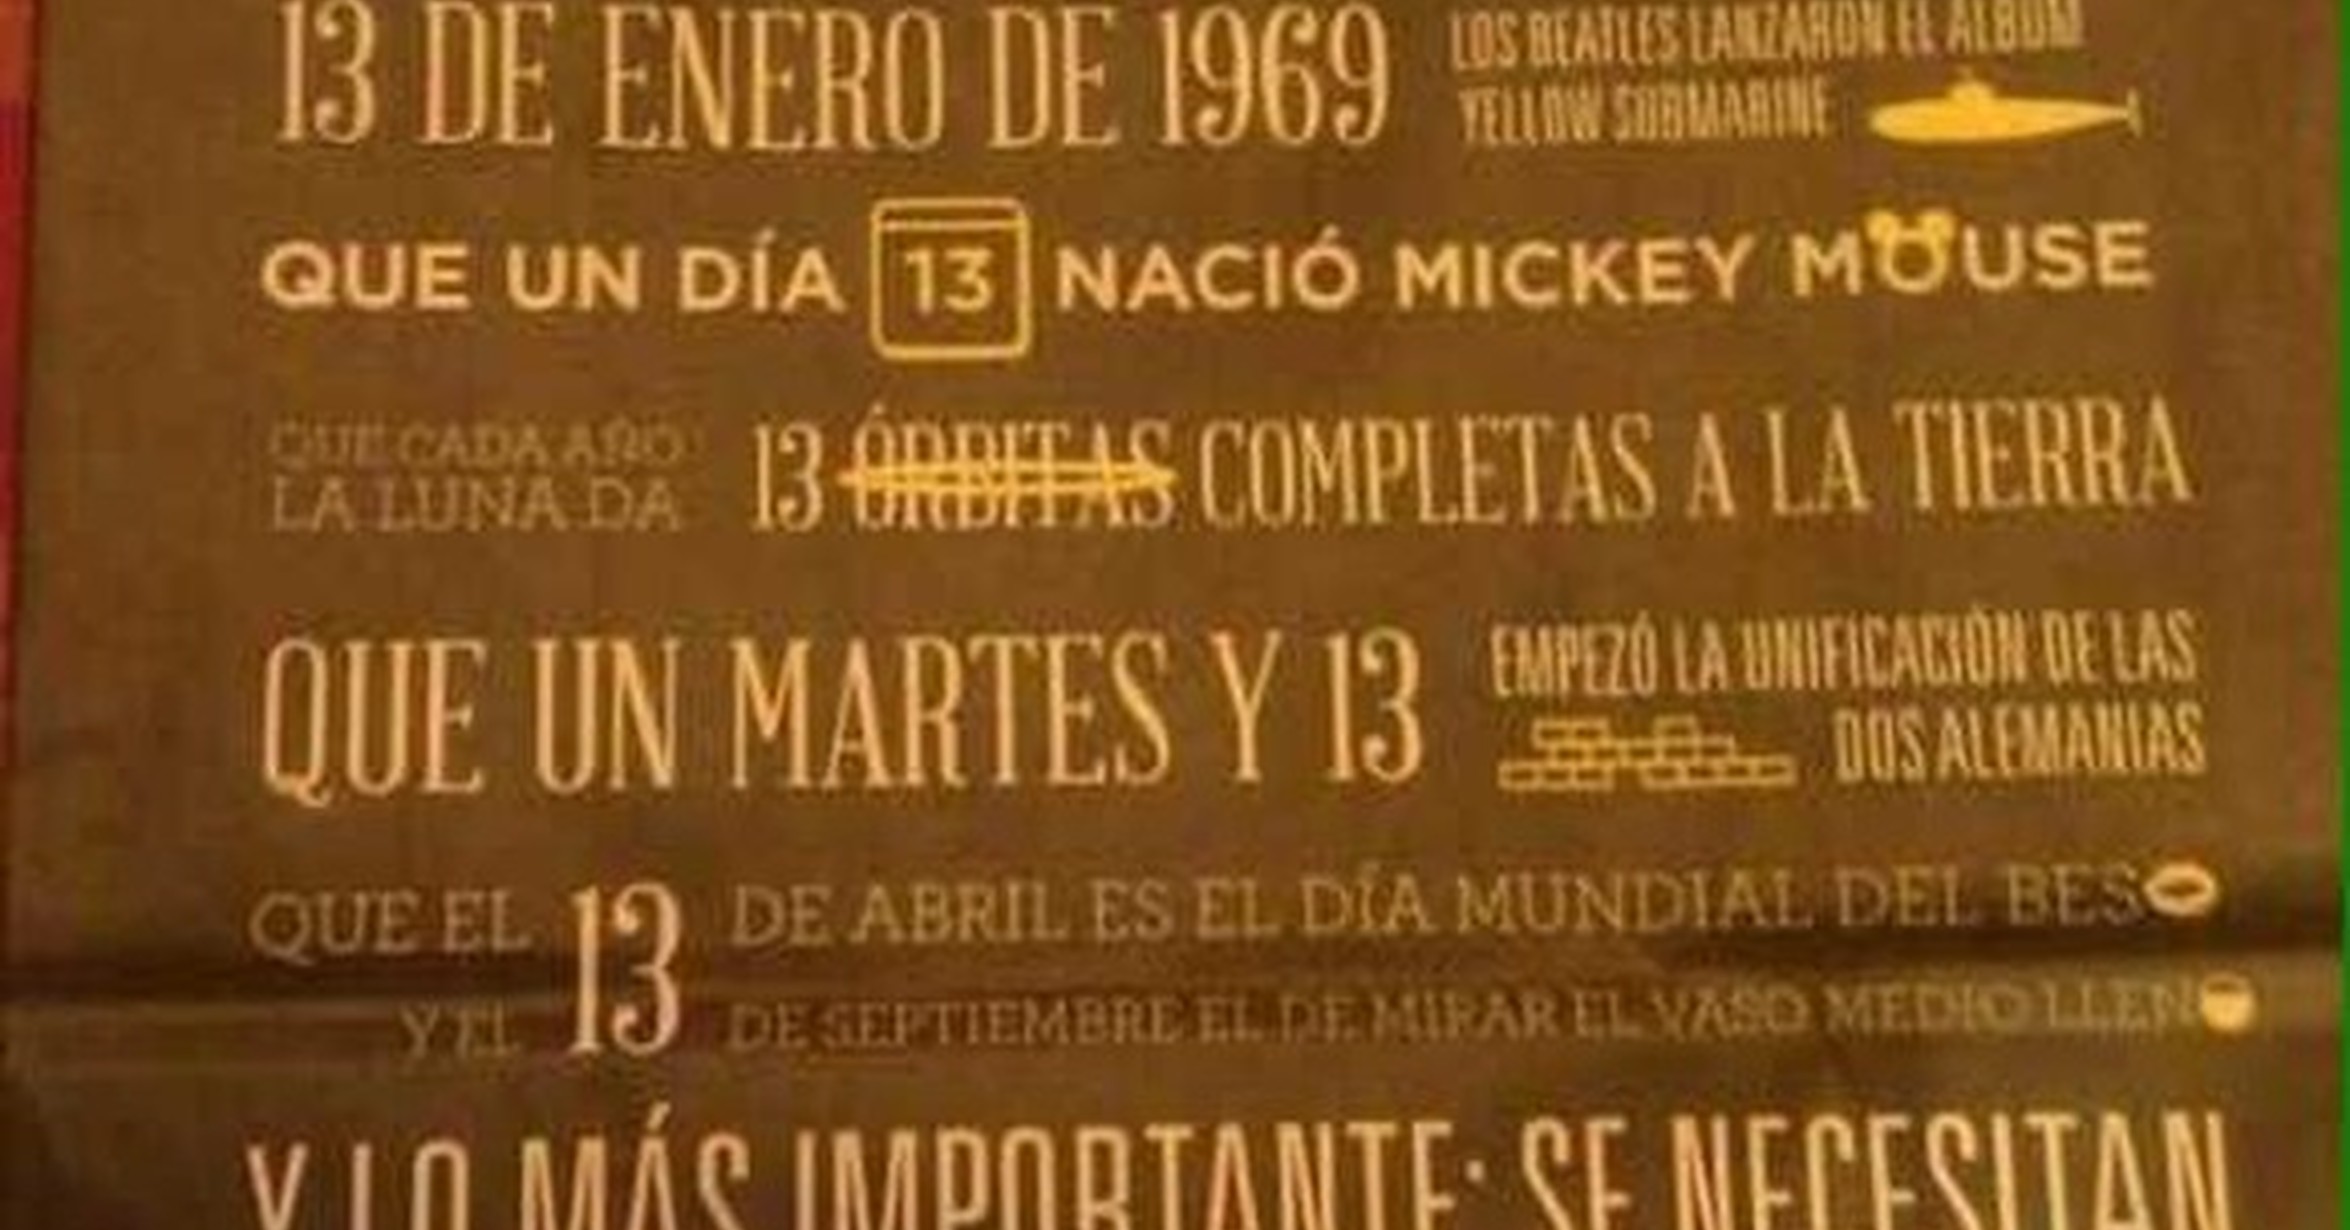 13 DE ENERO DE 1969
LOS BEATLES LANZARON EL ÁLBUM
YELLOW SUBMARINE
QUE UN DÍA 13 NACIÓ MICKEY MOUSE
QUE CADA AÑO
LA LUNA DA
13 ÓRBITAS COMPLETAS A LA TIERRA
QUE UN MARTES Y 13
EMPEZÓ LA UNIFICACIÓN DE LAS
DOS ALEMANIAS
QUE EL 13 DE ABRIL ES EL DÍA MUNDIAL DEL BESO
Y EL DE SEPTIEMBRE EL DE MIRAR EL VASO MEDIO LLENO
Y LO MÁS IMPORTANTE: SE NECESITAN